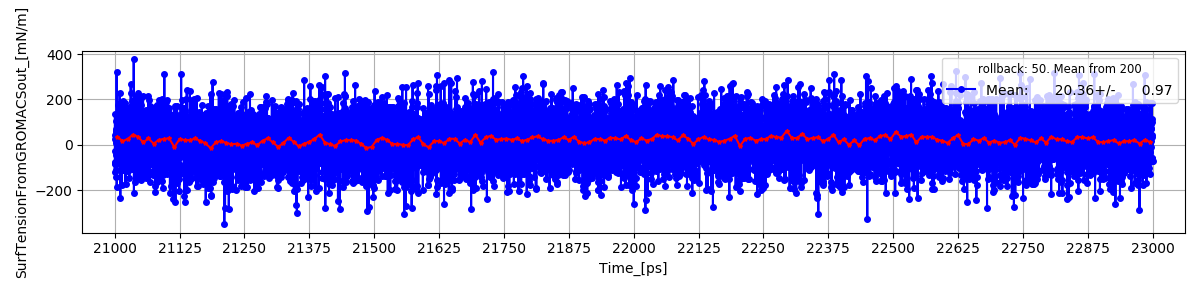 SurfTensionFromGROMACSout_[mN/m]
400
200
0
−200
rollback: 50. Mean from 200
Mean: 20.36+/- 0.97
21000 21125 21250 21375 21500 21625 21750 21875 22000 22125 22250 22375 22500 22625 22750 22875 23000
Time_[ps]